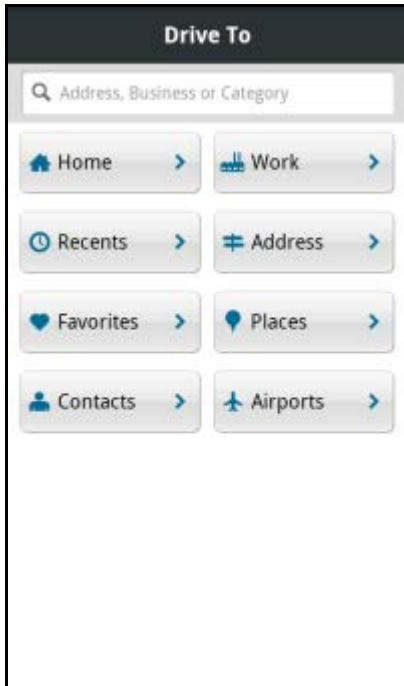 Drive To
Address, Business or Category
Home
Work
Recents
Address
Favorites
Places
Contacts
Airports